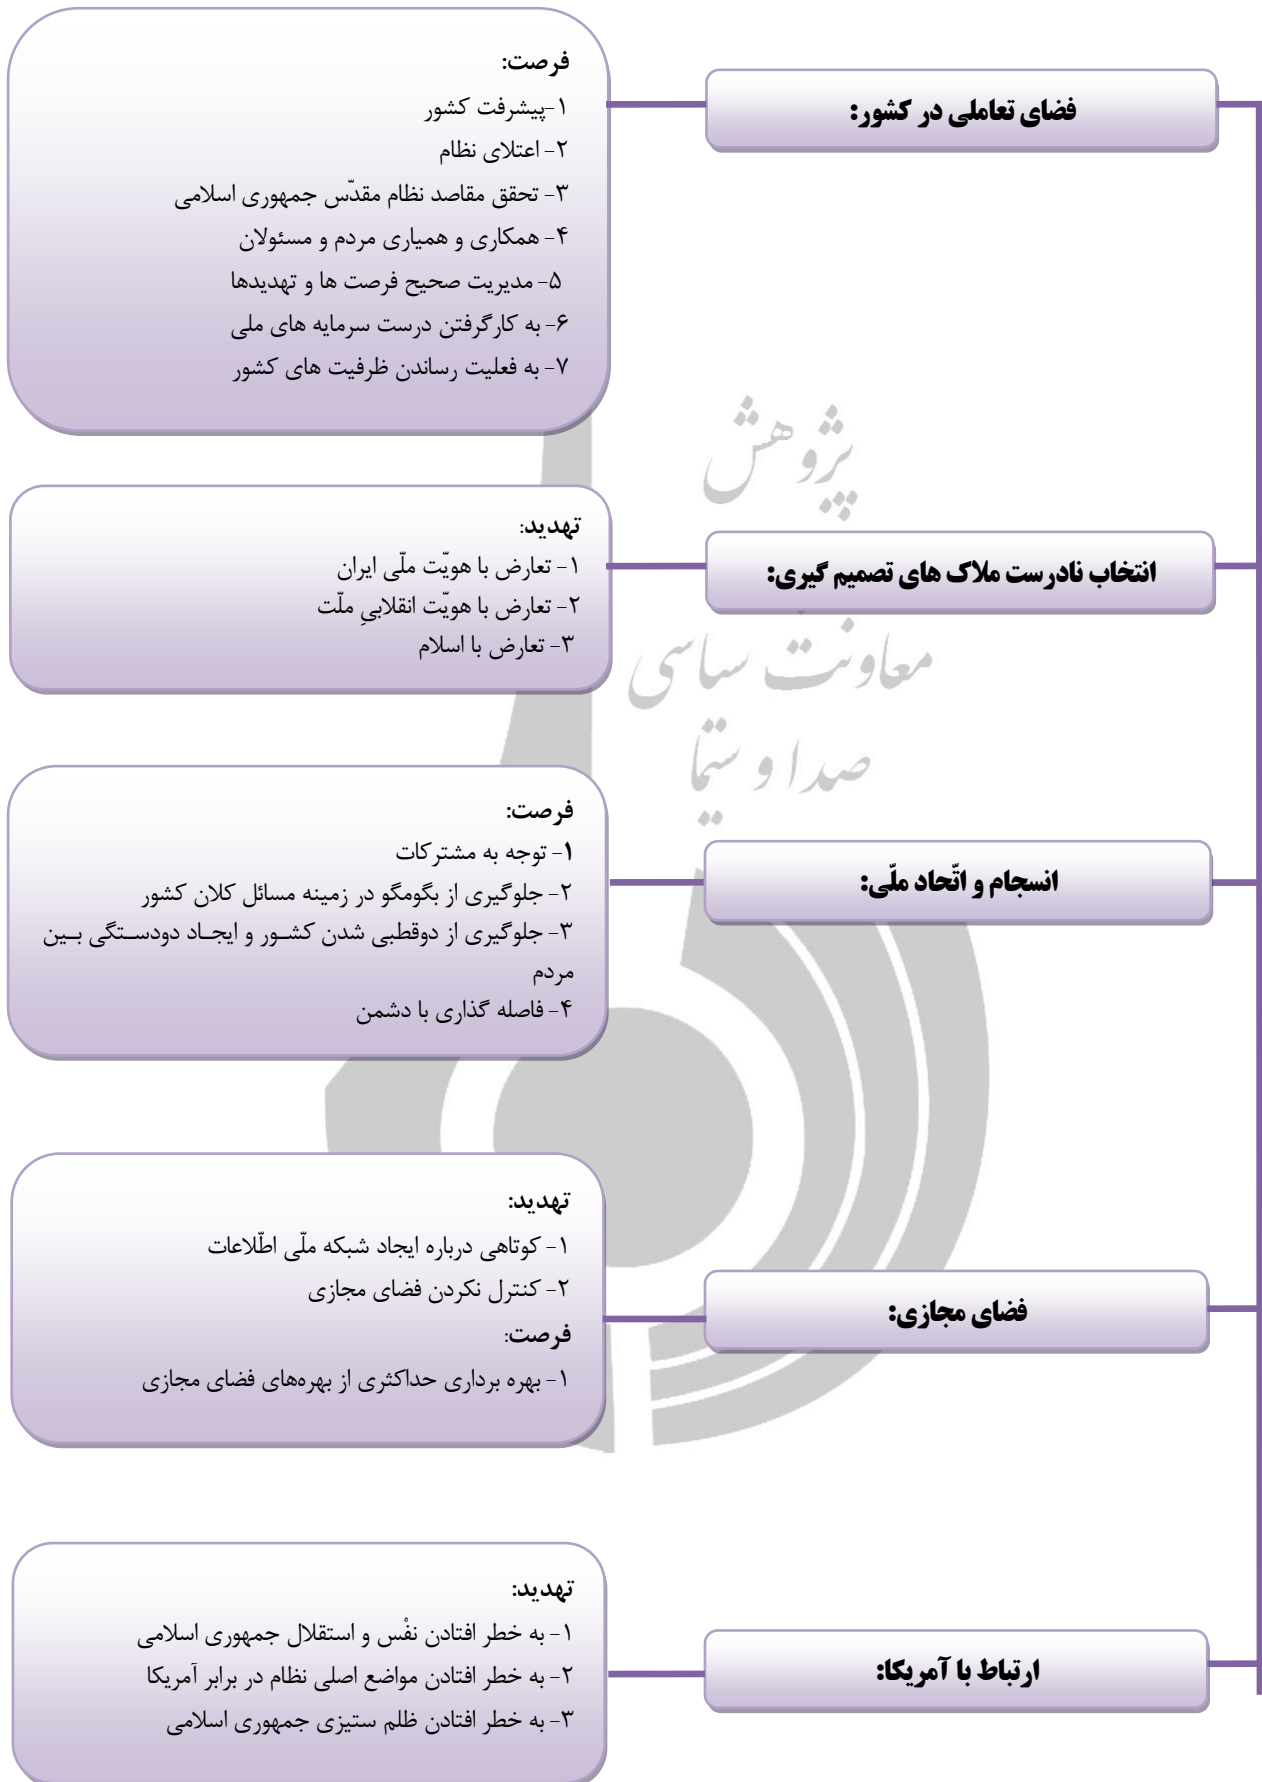 فضای تعاملی در کشور:
فرصت:
۱-پیشرفت کشور
۲- اعتلای نظام
۳- تحقق مقاصد نظام مقدّس جمهوری اسلامی
۴- همکاری و همیاری مردم و مسئولان
۵- مدیریت صحیح فرصت ها و تهدیدها
۶- به کارگرفتن درست سرمایه های ملی
۷- به فعلیت رساندن ظرفیت های کشور
پژوهش
انتخاب نادرست ملاک های تصمیم گیری:
تهدید:
۱- تعارض با هویّت ملّی ایران
۲- تعارض با هویّت انقلابیِ ملّت
۳- تعارض با اسلام
معاونت سیاسی
صدا و سیما
انسجام و اتّحاد ملّی:
فرصت:
۱- توجه به مشترکات
۲- جلوگیری از بگومگو در زمینه مسائل کلان کشور
۳- جلوگیری از دوقطبی شدن کشـور و ایجـاد دودسـتگی بـین
مردم
۴- فاصله گذاری با دشمن
فضای مجازی:
تهدید:
۱- کوتاهی درباره ایجاد شبکه ملّی اطّلاعات
۲- کنترل نکردن فضای مجازی
فرصت:
۱- بهره برداری حداکثری از بهره‌های فضای مجازی
ارتباط با آمریکا:
تهدید:
۱- به خطر افتادن نفْس و استقلال جمهوری اسلامی
۲- به خطر افتادن مواضع اصلی نظام در برابر آمریکا
۳- به خطر افتادن ظلم ستیزی جمهوری اسلامی